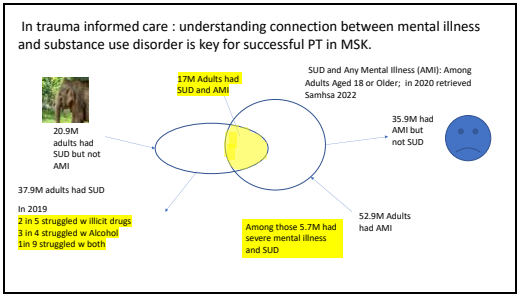 In trauma informed care : understanding connection between mental illness
and substance use disorder is key for successful PT in MSK.
17M Adults had
SUD and AMI
SUD and Any Mental Illness (AMI): Among
Adults Aged 18 or Older; in 2020 retrieved
Samhsa 2022
20.9M
adults had
SUD but not
AMI
35.9M had
AMI but
not SUD
37.9M adults had SUD
In 2019
2 in 5 struggled w illicit drugs
3 in 4 struggled w Alcohol
1in 9 struggled w both
Among those 5.7M had
severe mental illness
and SUD
52.9M Adults
had AMI